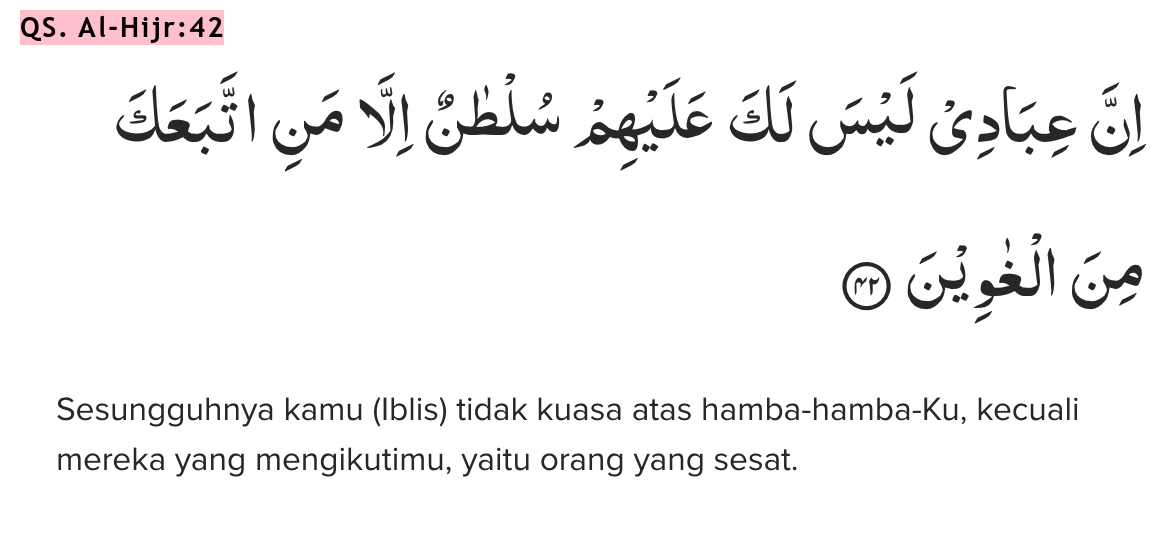 QS. Al-Hijr:42
اِنَّ عِبَادِيْ لَيْسَ لَكَ عَلَيْهِمْ سُلْطٰنٌ اِلَّا مَنِ اتَّبَعَكَ
مِنَ الْغٰوِيْنَ ٤٢
Sesungguhnya kamu (Iblis) tidak kuasa atas hamba-hamba-Ku, kecuali
mereka yang mengikutimu, yaitu orang yang sesat.